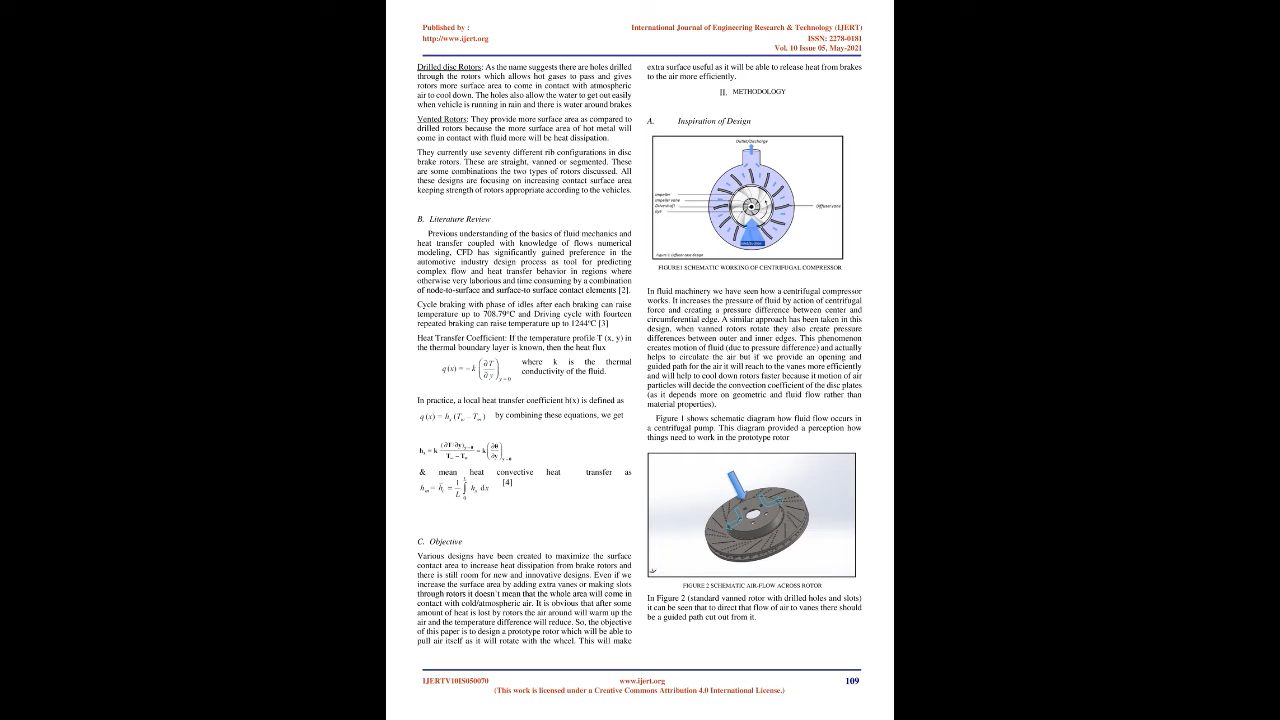 Published by :
http://www.ijert.org
International Journal of Engineering Research & Technology (IJERT)
ISSN: 2278-0181
Vol. 10 Issue 05, May-2021
Drilled disc Rotors: As the name suggests there are holes drilled
through the rotors which allows hot gases to pass and gives
rotors more surface area to come in contact with atmospheric
air to cool down. The holes also allow the water to get out easily
when vehicle is running in rain and there is water around brakes
Vented Rotors: They provide more surface area as compared to
drilled rotors because the more surface area of hot metal will
come in contact with fluid more will be heat dissipation.
They currently use seventy different rib configurations in disc
brake rotors. These are straight, vanned or segmented. These
are some combinations the two types of rotors discussed. All
these designs are focusing on increasing contact surface area
keeping strength of rotors appropriate according to the vehicles.
B. Literature Review
Previous understanding of the basics of fluid mechanics and
heat transfer coupled with knowledge of flows numerical
modeling, CFD has significantly gained preference in the
automotive industry design process as tool for predicting
complex flow and heat transfer behavior in regions where
otherwise very laborious and time consuming by a combination
of node-to-surface and surface-to surface contact elements [2].
Cycle braking with phase of idles after each braking can raise
temperature up to 708.79°C and Driving cycle with fourteen
repeated braking can raise temperature up to 1244°C [3]
Heat Transfer Coefficient: If the temperature profile T (x, y) in
the thermal boundary layer is known, then the heat flux
q(x) = − k (∂T/∂y)y=0 where k is the thermal
conductivity of the fluid.
In practice, a local heat transfer coefficient h(x) is defined as
q(x) = hx(Tw − T∞) by combining these equations, we get
hx = k (∂T/∂y)y=0 / T∞ − Tw = k (∂θ/∂y)y=0
& mean heat convective heat transfer as
hm = h̄c = 1/L ∫0L hx dx [4]
C. Objective
Various designs have been created to maximize the surface
contact area to increase heat dissipation from brake rotors and
there is still room for new and innovative designs. Even if we
increase the surface area by adding extra vanes or making slots
through rotors it doesn't mean that the whole area will come in
contact with cold/atmospheric air. It is obvious that after some
amount of heat is lost by rotors the air around will warm up the
air and the temperature difference will reduce. So, the objective
of this paper is to design a prototype rotor which will be able to
pull air itself as it will rotate with the wheel. This will make
extra surface useful as it will be able to release heat from brakes
to the air more efficiently.
II. METHODOLOGY
A. Inspiration of Design
Outlet/Discharge
Impeller
Impeller vane
Driveshaft
Eye
Diffuser vane
FIGURE1 SCHEMATIC WORKING OF CENTRIFUGAL COMPRESSOR
In fluid machinery we have seen how a centrifugal compressor
works. It increases the pressure of fluid by action of centrifugal
force and creating a pressure difference between center and
circumferential edge. A similar approach has been taken in this
design, when vanned rotors rotate they also create pressure
differences between outer and inner edges. This phenomenon
creates motion of fluid (due to pressure difference) and actually
helps to circulate the air but if we provide an opening and
guided path for the air it will reach to the vanes more efficiently
and will help to cool down rotors faster because it motion of air
particles will decide the convection coefficient of the disc plates
(as it depends more on geometric and fluid flow rather than
material properties).
Figure 1 shows schematic diagram how fluid flow occurs in
a centrifugal pump. This diagram provided a perception how
things need to work in the prototype rotor
FIGURE 2 SCHEMATIC AIR-FLOW ACROSS ROTOR
In Figure 2 (standard vanned rotor with drilled holes and slots)
it can be seen that to direct that flow of air to vanes there should
be a guided path cut out from it.
IJERTV10IS050070
www.ijert.org
109
(This work is licensed under a Creative Commons Attribution 4.0 International License.)